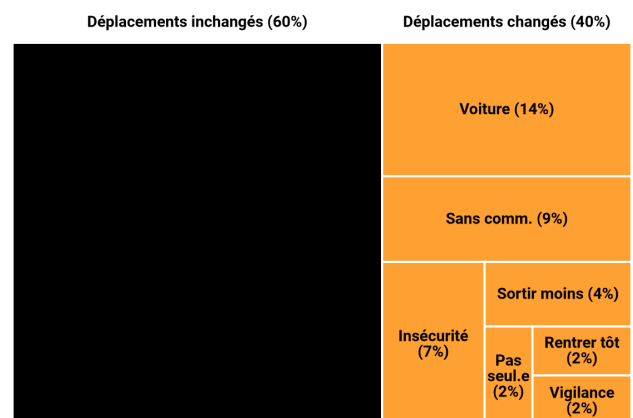 Déplacements inchangés (60%)
Déplacements changés (40%)
Voiture (14%)
Sans comm. (9%)
Insécurité
(7%)
Sortir moins (4%)
Pas
seul.e
(2%)
Rentrer tôt
(2%)
Vigilance
(2%)